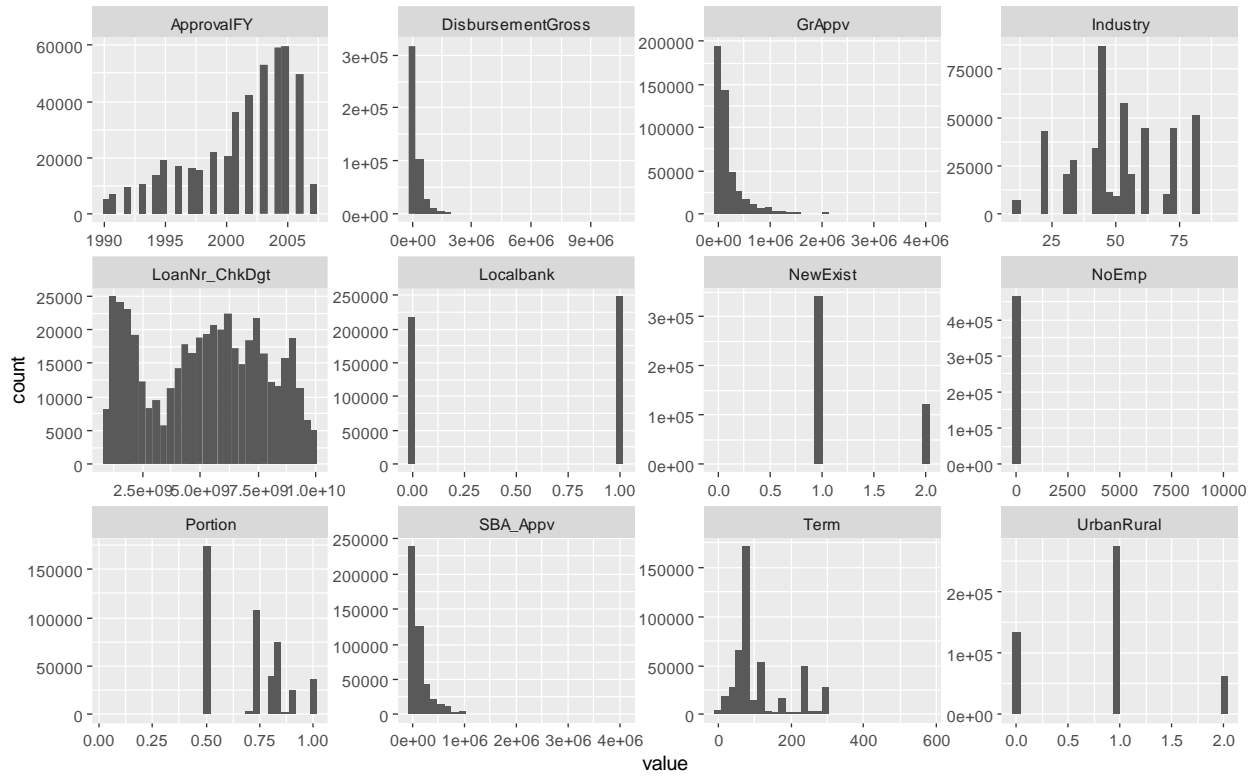 ApprovalFY
DisbursementGross
GrAppv
Industry
60000
40000
20000
0
1990
1995
2000
2005
3e+05
2e+05
1e+05
0e+00
0e+00
3e+06
6e+06
9e+06
200000
150000
100000
50000
0
0e+00
1e+06
2e+06
3e+06
4e+06
75000
50000
25000
0
25
50
75
LoanNr_ChkDgt
Localbank
NewExist
NoEmp
25000
20000
15000
10000
5000
0
2.5e+09
5.0e+09
7.5e+09
1.0e+10
250000
200000
150000
100000
50000
0
0.00
0.25
0.50
0.75
1.00
3e+05
2e+05
1e+05
0e+00
0.0
0.5
1.0
1.5
2.0
4e+05
3e+05
2e+05
1e+05
0e+00
0
2500
5000
7500
10000
Portion
SBA_Appv
Term
UrbanRural
150000
100000
50000
0
0.00
0.25
0.50
0.75
1.00
250000
200000
150000
100000
50000
0
0e+00
1e+06
2e+06
3e+06
4e+06
150000
100000
50000
0
0
200
400
600
2e+05
1e+05
0e+00
0.0
0.5
1.0
1.5
2.0
count
value